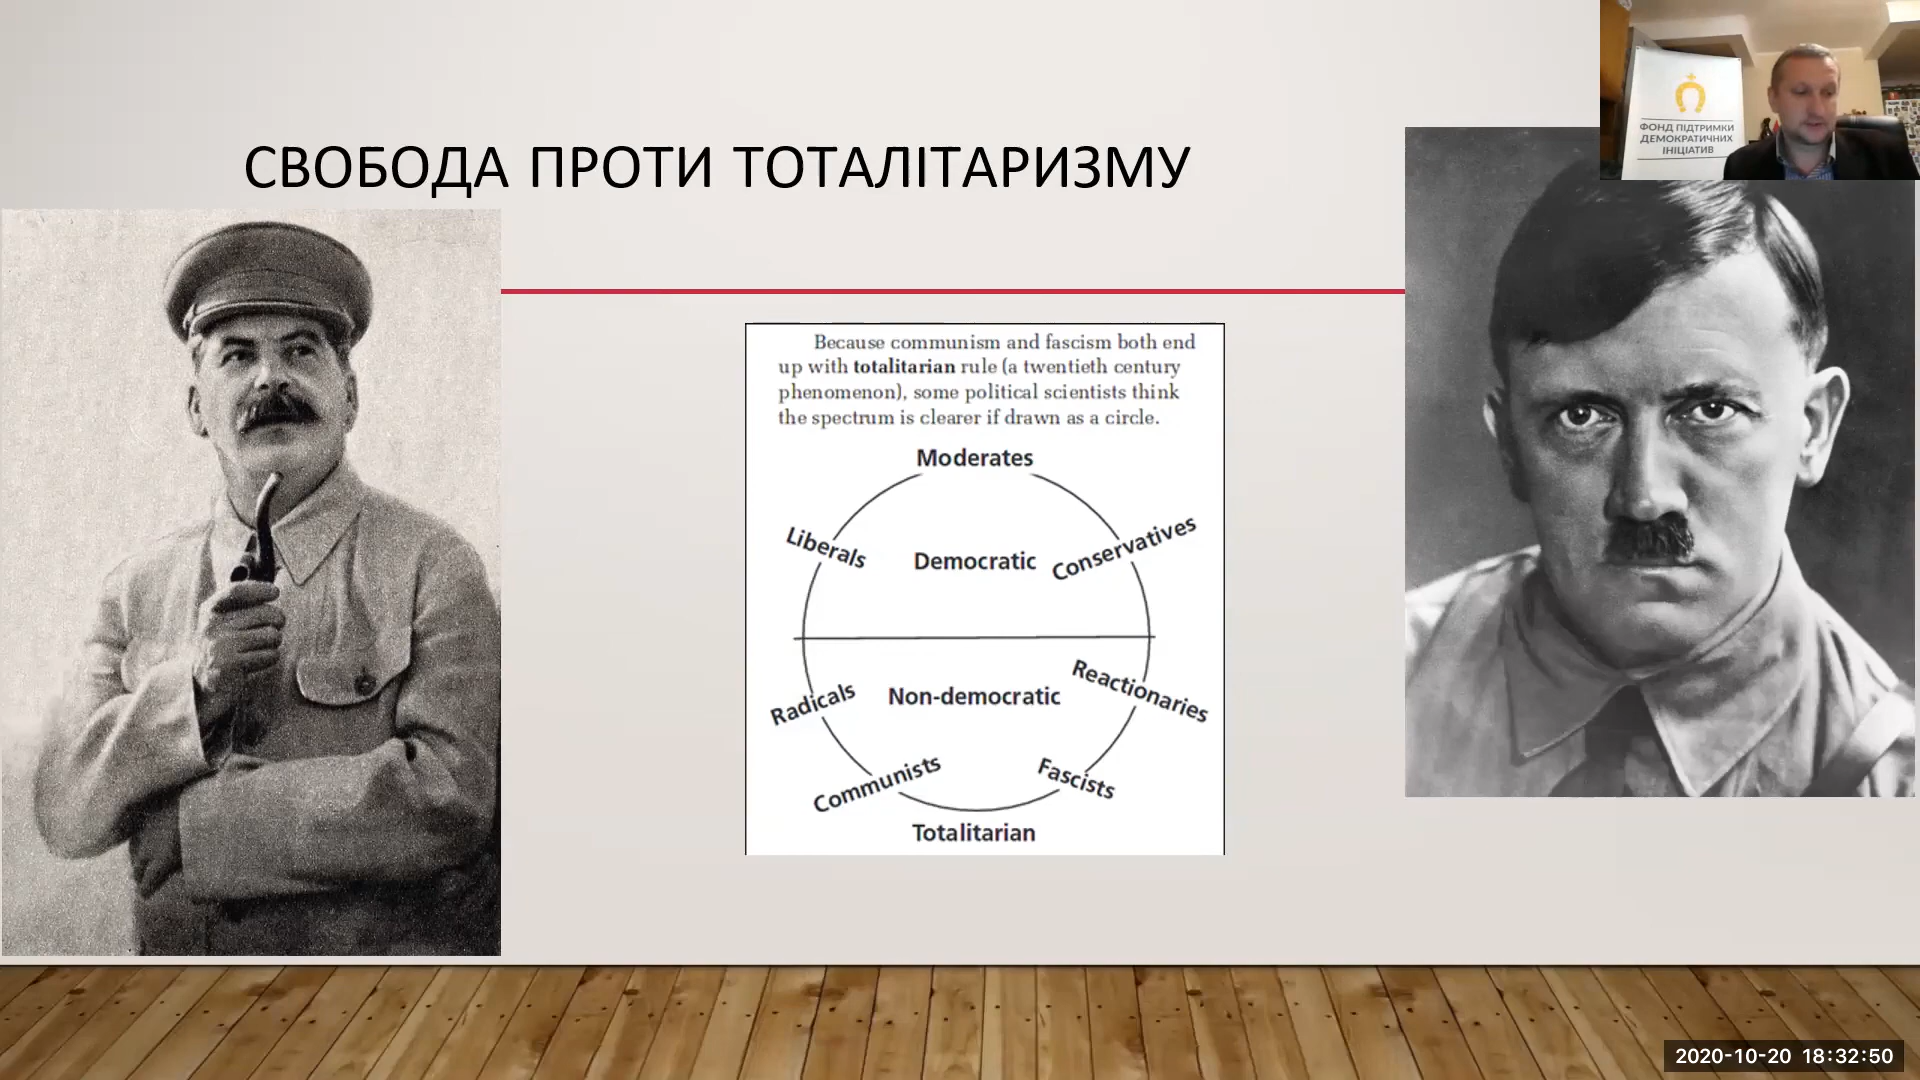 СВОБОДА ПРОТИ ТОТАЛІТАРИЗМУ
ФОНД ПІДТРИМКИ
ДЕМОКРАТИЧНИХ
ІНІЦІАТИВ
Because communism and fascism both end
up with totalitarian rule (a twentieth century
phenomenon), some political scientists think
the spectrum is clearer if drawn as a circle.
Moderates
Liberals
Democratic
Conservatives
Radicals
Non-democratic
Reactionaries
Communists
Fascists
Totalitarian
2020-10-20 18:32:50